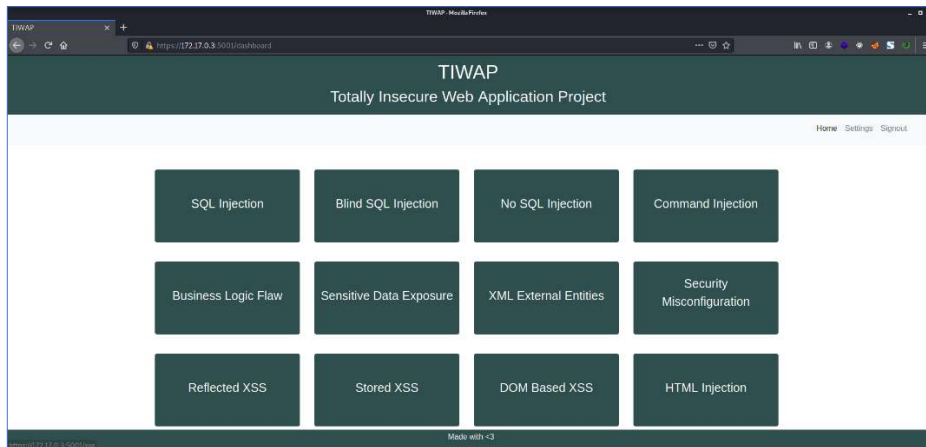 TIWAP - Mozilla Firefox
TIWAP
https://172.17.0.3:5001/dashboard
TIWAP
Totally Insecure Web Application Project
Home Settings Signout
SQL Injection Blind SQL Injection No SQL Injection Command Injection
Business Logic Flaw Sensitive Data Exposure XML External Entities Security Misconfiguration
Reflected XSS Stored XSS DOM Based XSS HTML Injection
Made with <3